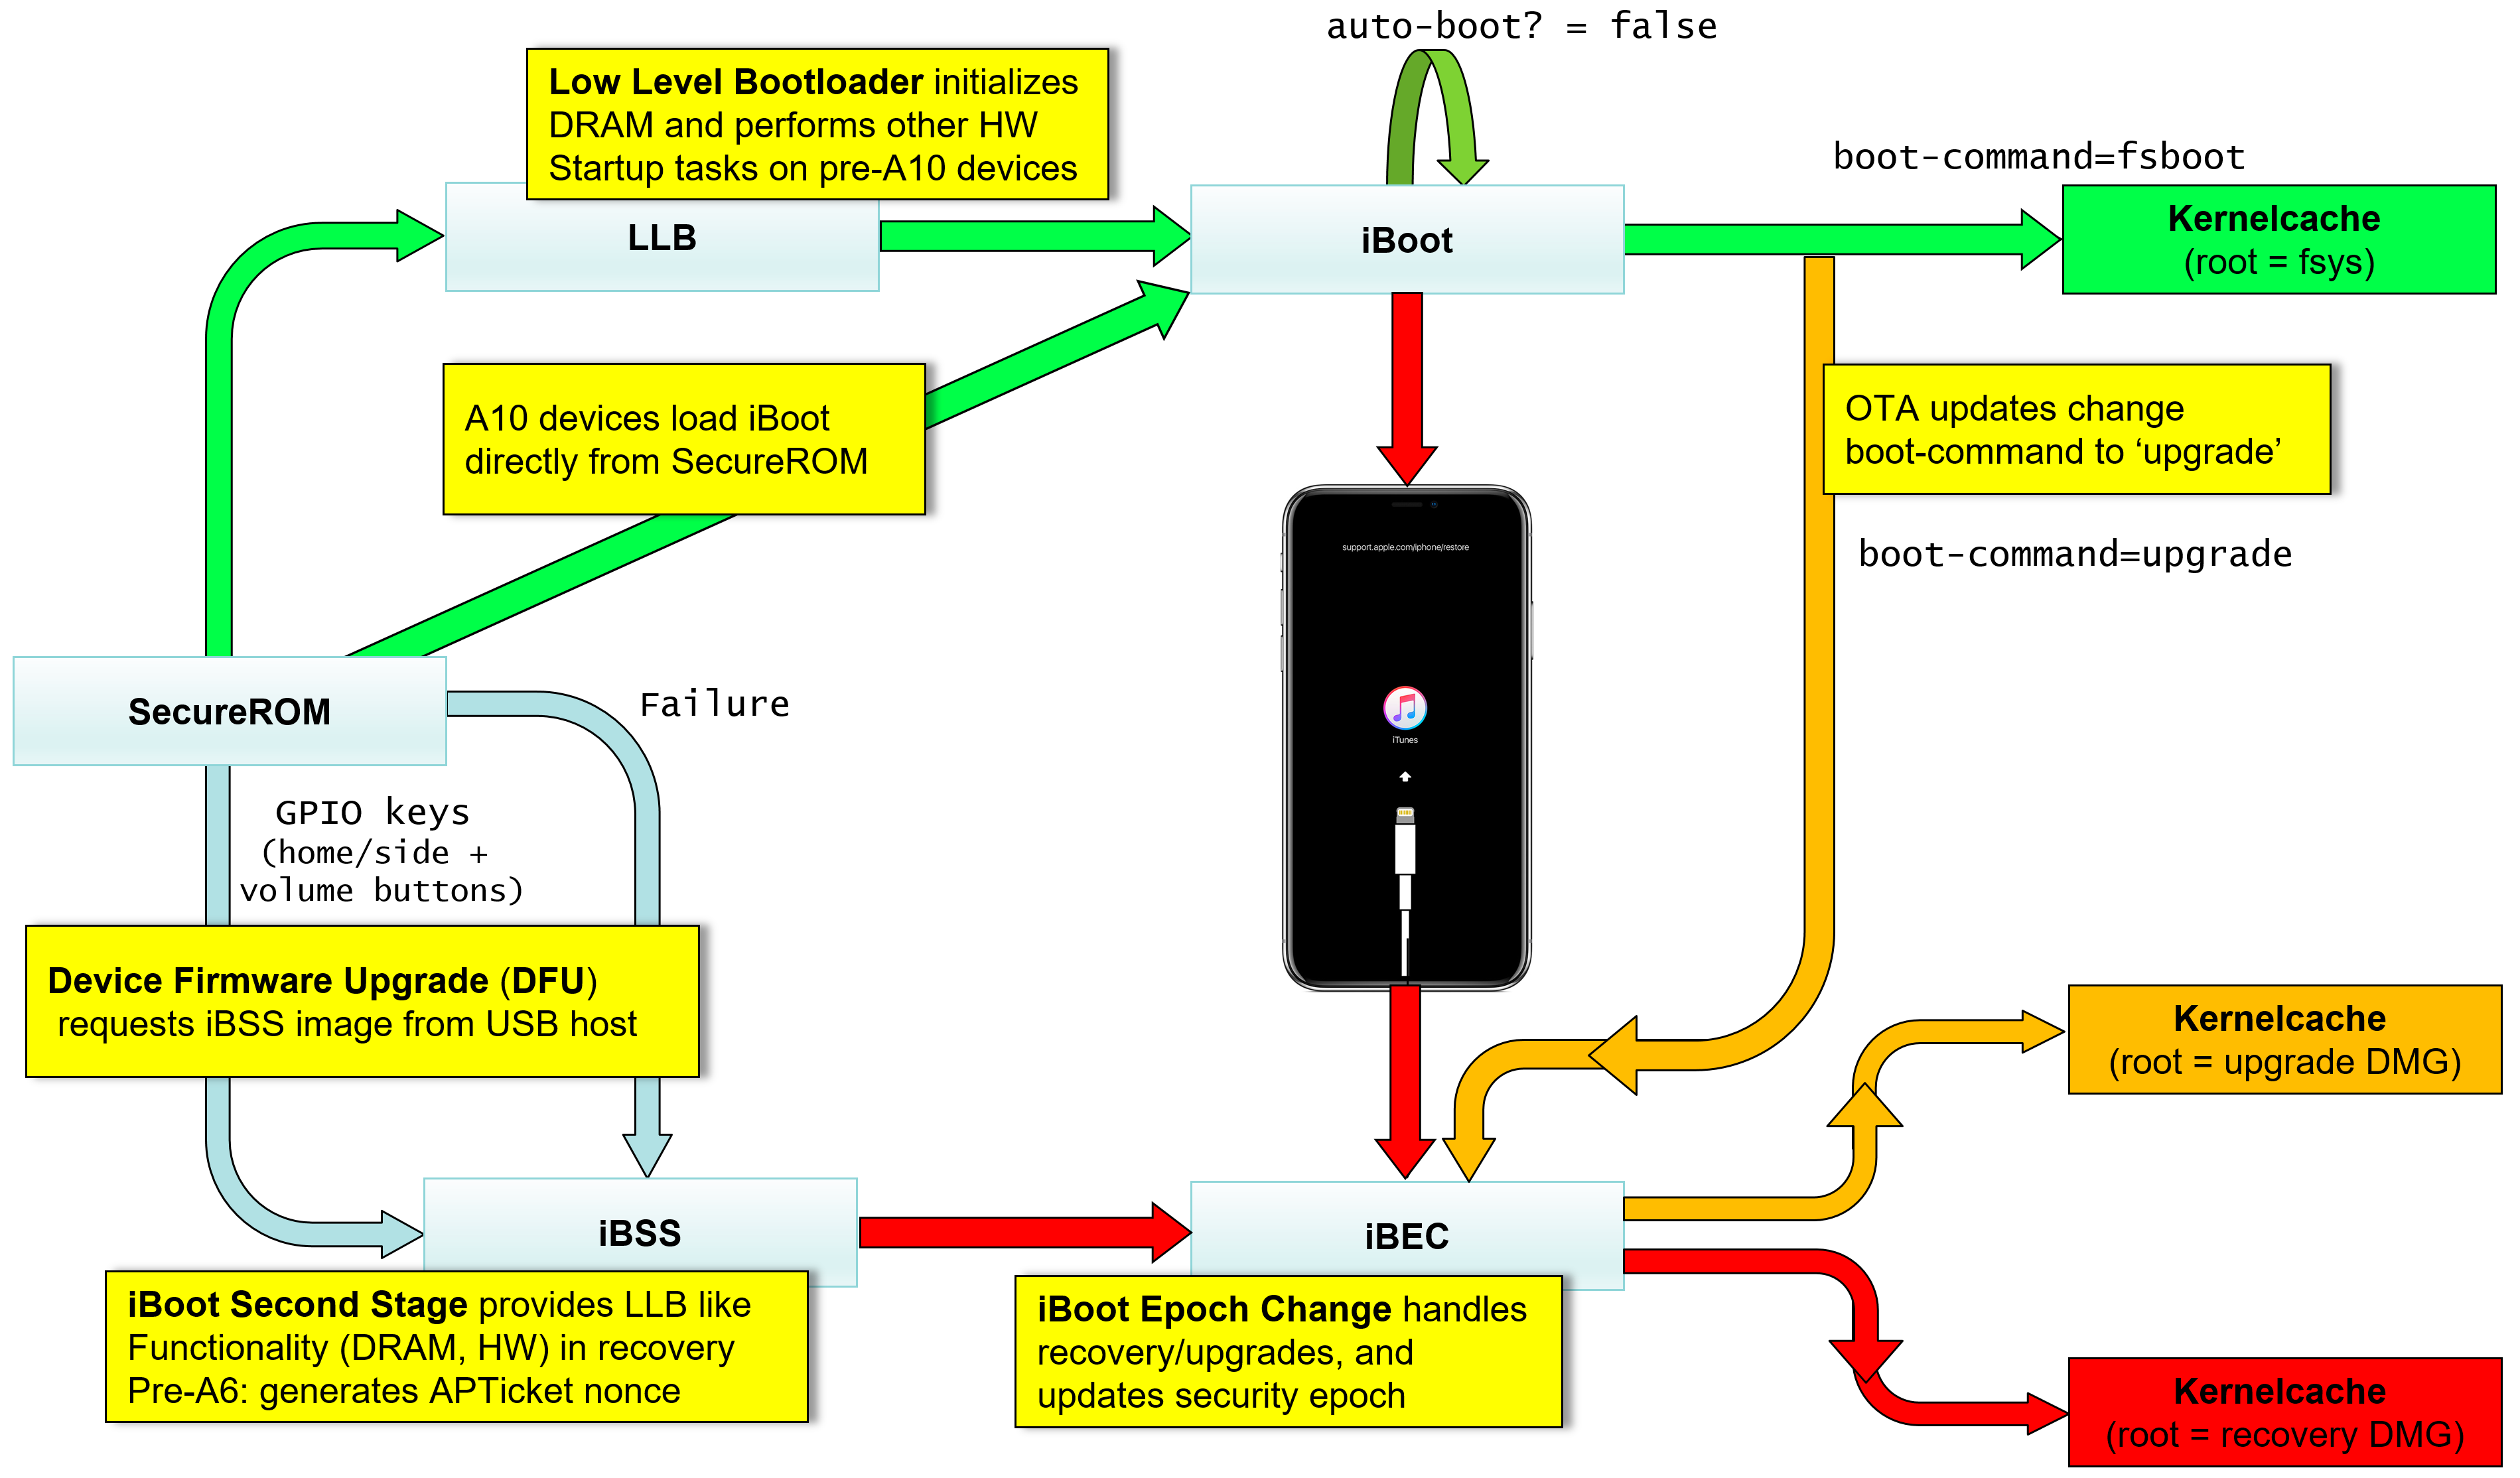 auto-boot? = false
Low Level Bootloader initializes
DRAM and performs other HW
Startup tasks on pre-A10 devices
boot-command=fsboot
LLB
iBoot
Kernelcache
(root = fsys)
A10 devices load iBoot
directly from SecureROM
OTA updates change
boot-command to ‘upgrade’
support.apple.com/iphone/restore
boot-command=upgrade
SecureROM
Failure
iTunes
GPIO keys
(home/side +
volume buttons)
Device Firmware Upgrade (DFU)
requests iBSS image from USB host
Kernelcache
(root = upgrade DMG)
iBSS
iBEC
iBoot Second Stage provides LLB like
Functionality (DRAM, HW) in recovery
Pre-A6: generates APTicket nonce
iBoot Epoch Change handles
recovery/upgrades, and
updates security epoch
Kernelcache
(root = recovery DMG)